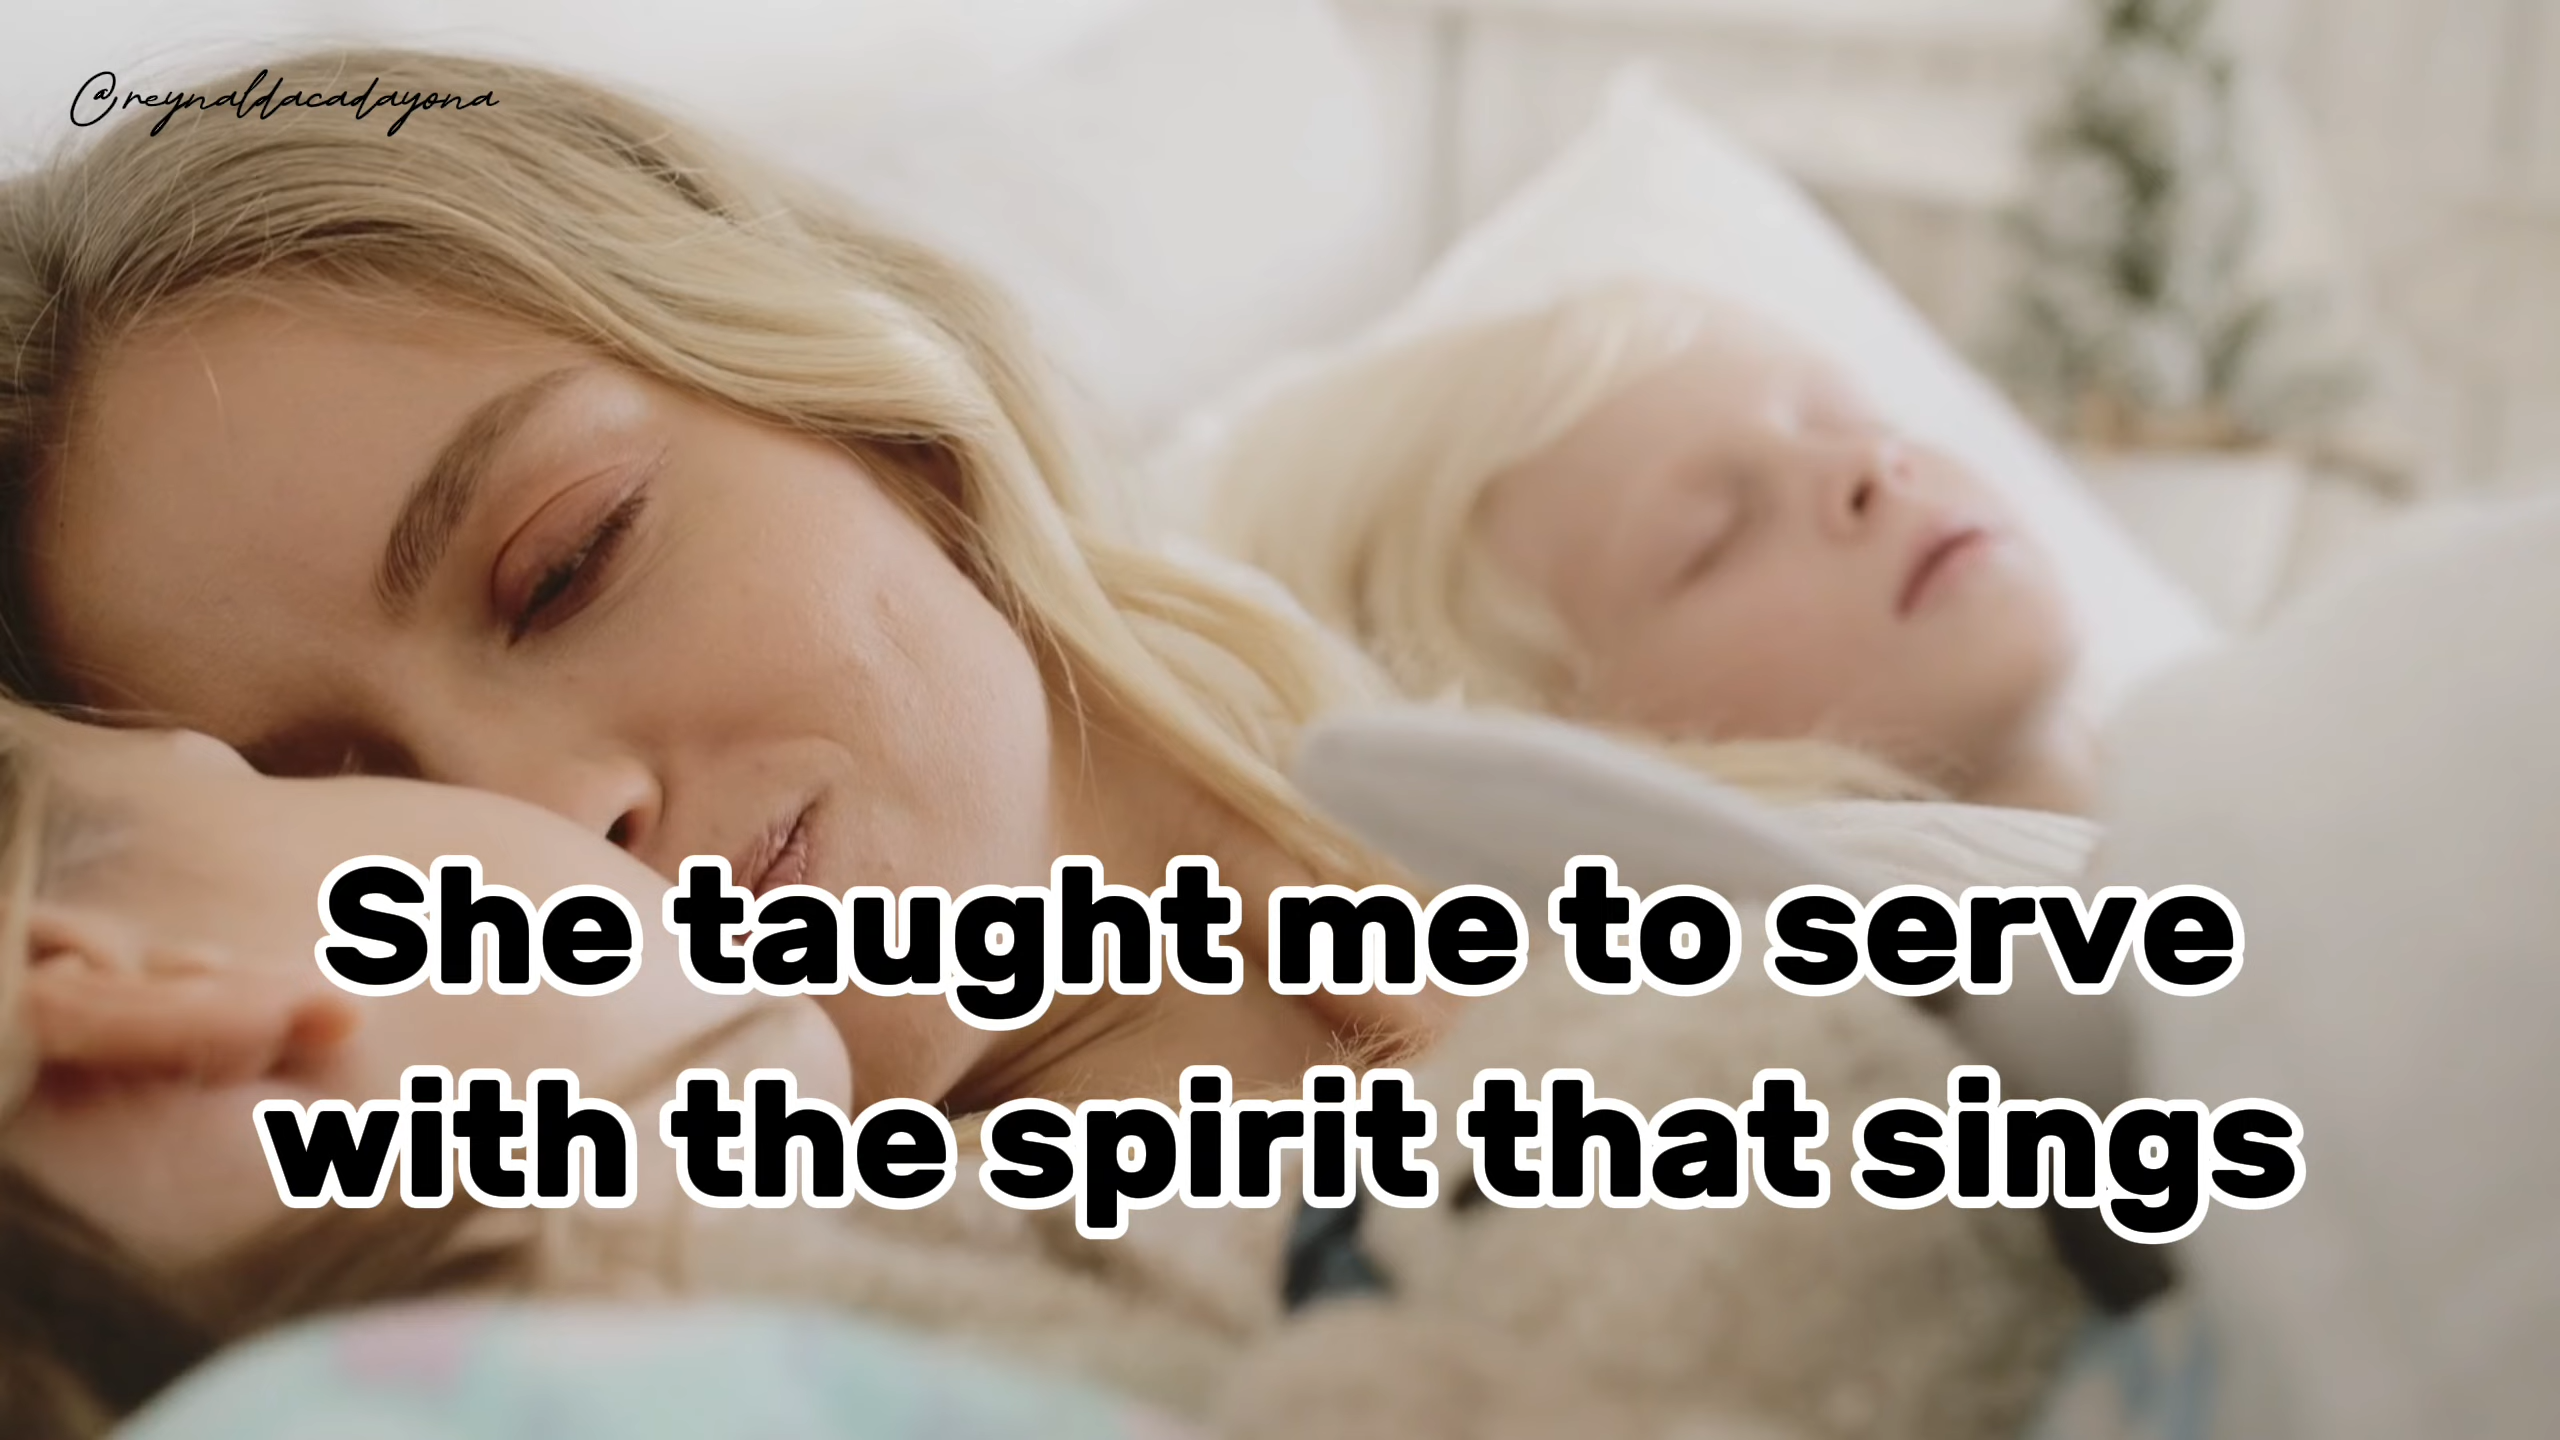 @reynaldacadayona
She taught me to serve
with the spirit that sings